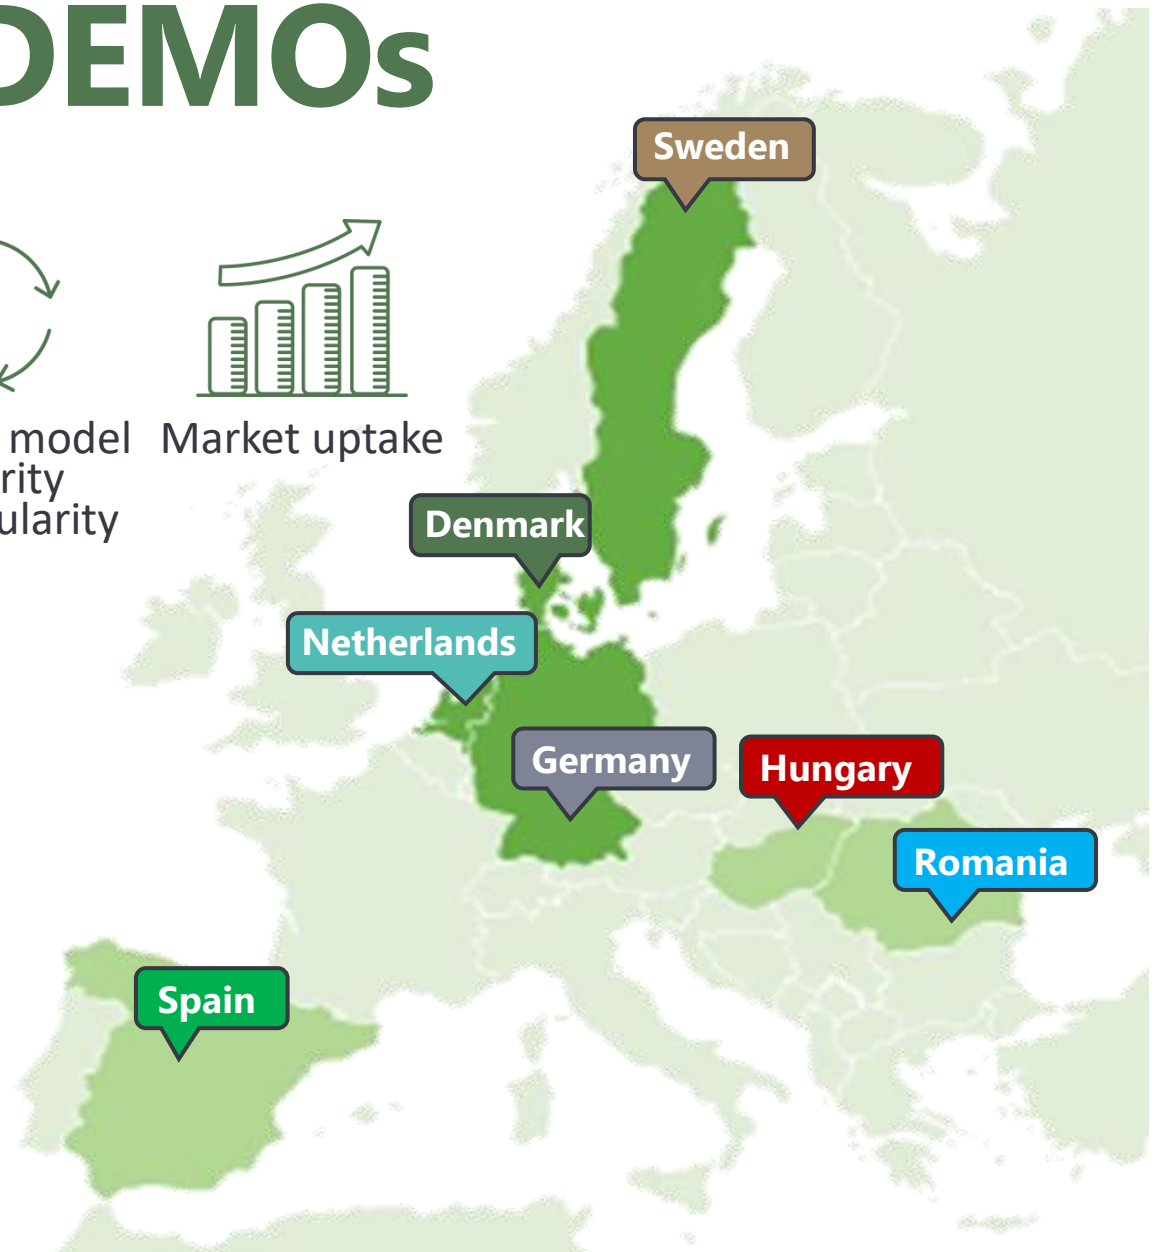 DEMOs
Sweden
model
rity
ularity
Market uptake
Denmark
Netherlands
Germany
Hungary
Romania
Spain